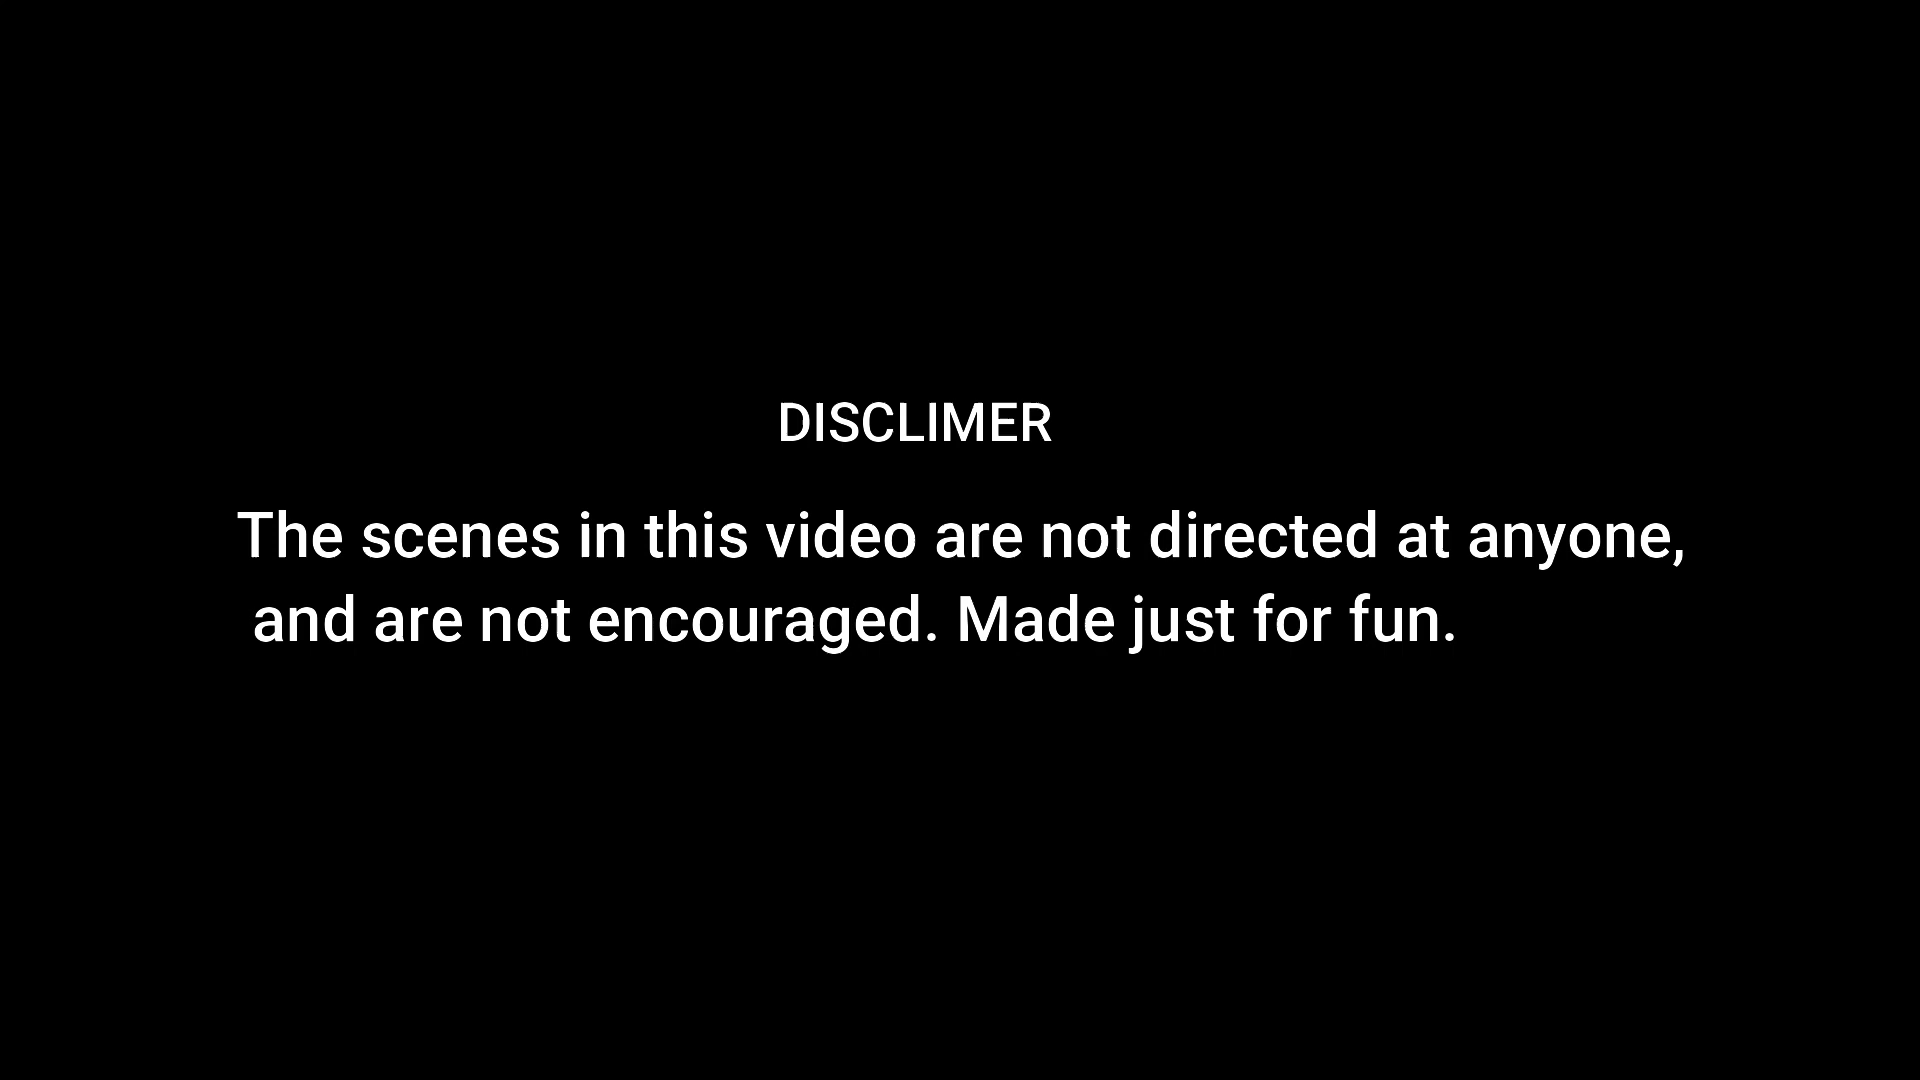 DISCLIMER
The scenes in this video are not directed at anyone,
and are not encouraged. Made just for fun.